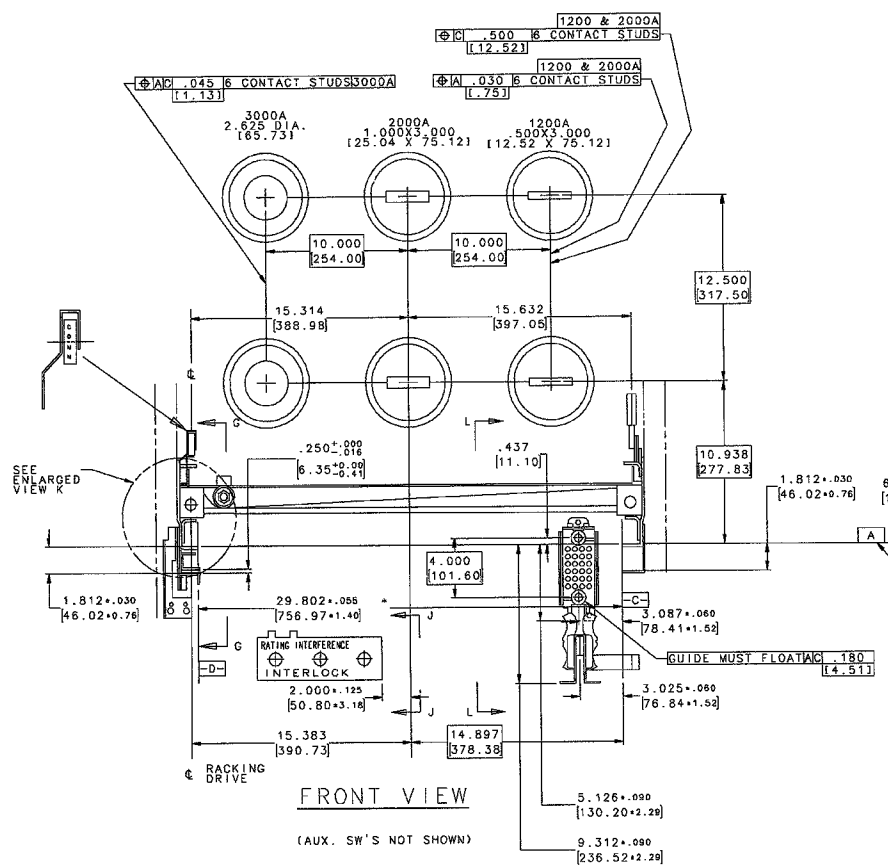 1200 & 2000A
⌖ C .500 6 CONTACT STUDS
[12.52]
1200 & 2000A
⌖ A .030 6 CONTACT STUDS
[.75]
⌖ A C .045 6 CONTACT STUDS 3000A
[1.13]
3000A
2.625 DIA.
[65.73]
2000A
1.000X3.000
[25.04 X 75.12]
1200A
.500X3.000
[12.52 X 75.12]
10.000
[254.00]
10.000
[254.00]
12.500
[317.50]
15.314
[388.98]
15.632
[397.05]
CONN
℄
G
L
.250+.000
-.016
6.35+0.00
-0.41
.437
[11.10]
10.938
[277.83]
SEE
ENLARGED
VIEW K
1.812±.030
[46.02±0.76]
A
4.000
[101.60]
1.812±.030
[46.02±0.76]
29.802±.055
[756.97±1.40]
*
J
-C-
3.087±.060
[78.41±1.52]
G
-D-
RATING INTERFERENCE
INTERLOCK
GUIDE MUST FLOAT A C .180
[4.51]
2.000±.125
[50.80±3.18]
J
L
3.025±.060
[76.84±1.52]
15.383
[390.73]
14.897
[378.38]
℄ RACKING
DRIVE
FRONT VIEW
(AUX. SW'S NOT SHOWN)
5.126±.090
[130.20±2.29]
9.312±.090
[236.52±2.29]